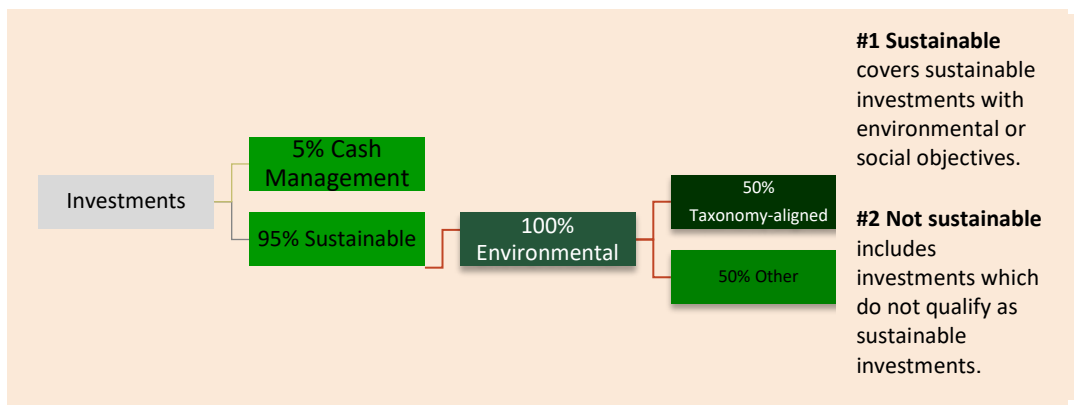 Investments
5% Cash
Management
95% Sustainable
100%
Environmental
50%
Taxonomy-aligned
50% Other
#1 Sustainable
covers sustainable
investments with
environmental or
social objectives.
#2 Not sustainable
includes
investments which
do not qualify as
sustainable
investments.